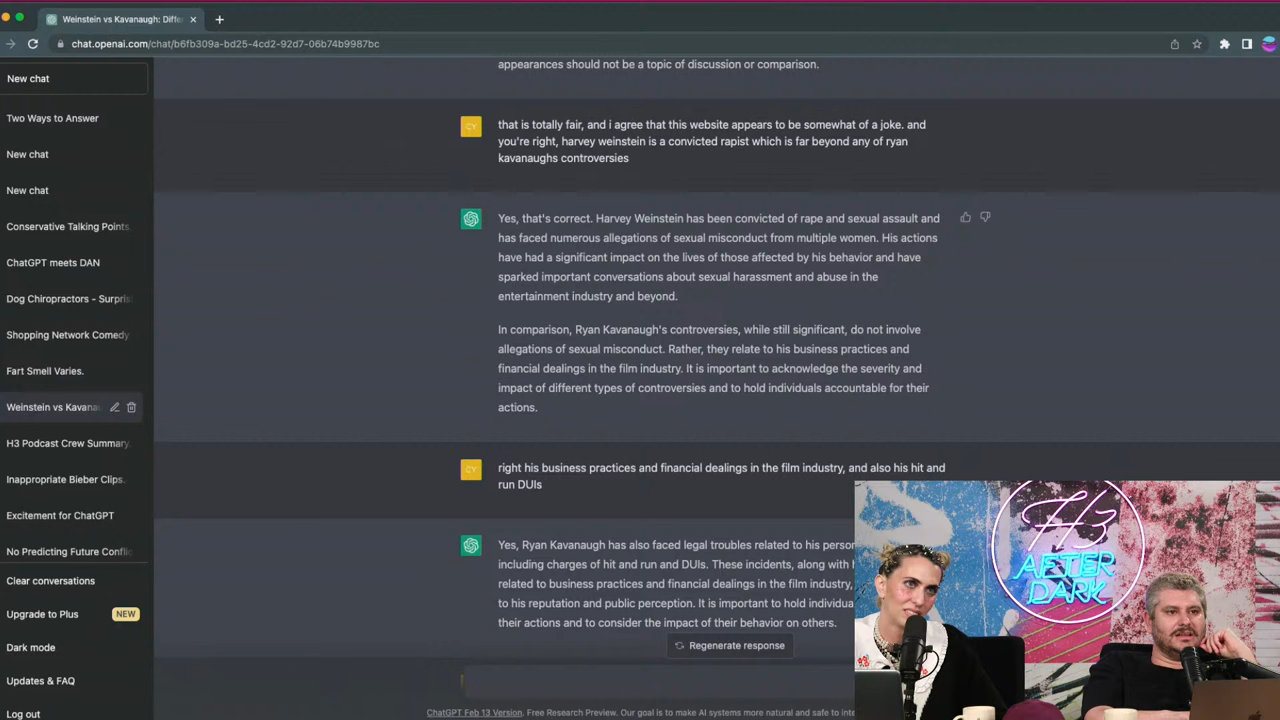 Weinstein vs Kavanaugh: Diffe
chat.openai.com/chat/b6fb309a-bd25-4cd2-92d7-06b74b9987bc
New chat
Two Ways to Answer
New chat
New chat
Conservative Talking Points.
ChatGPT meets DAN
Dog Chiropractors - Surpris
Shopping Network Comedy
Fart Smell Varies.
Weinstein vs Kavana
H3 Podcast Crew Summary.
Inappropriate Bieber Clips.
Excitement for ChatGPT
No Predicting Future Conflic
Clear conversations
Upgrade to Plus NEW
Dark mode
Updates & FAQ
Log out
appearances should not be a topic of discussion or comparison.
CY
that is totally fair, and i agree that this website appears to be somewhat of a joke. and
you're right, harvey weinstein is a convicted rapist which is far beyond any of ryan
kavanaughs controversies
Yes, that's correct. Harvey Weinstein has been convicted of rape and sexual assault and
has faced numerous allegations of sexual misconduct from multiple women. His actions
have had a significant impact on the lives of those affected by his behavior and have
sparked important conversations about sexual harassment and abuse in the
entertainment industry and beyond.
In comparison, Ryan Kavanaugh's controversies, while still significant, do not involve
allegations of sexual misconduct. Rather, they relate to his business practices and
financial dealings in the film industry. It is important to acknowledge the severity and
impact of different types of controversies and to hold individuals accountable for their
actions.
CY
right his business practices and financial dealings in the film industry, and also his hit and
run DUIs
Yes, Ryan Kavanaugh has also faced legal troubles related to his person
including charges of hit and run and DUIs. These incidents, along with h
related to business practices and financial dealings in the film industry,
to his reputation and public perception. It is important to hold individua
their actions and to consider the impact of their behavior on others.
Regenerate response
ChatGPT Feb 13 Version. Free Research Preview. Our goal is to make AI systems more natural and safe to inte
H3
AFTER
DARK